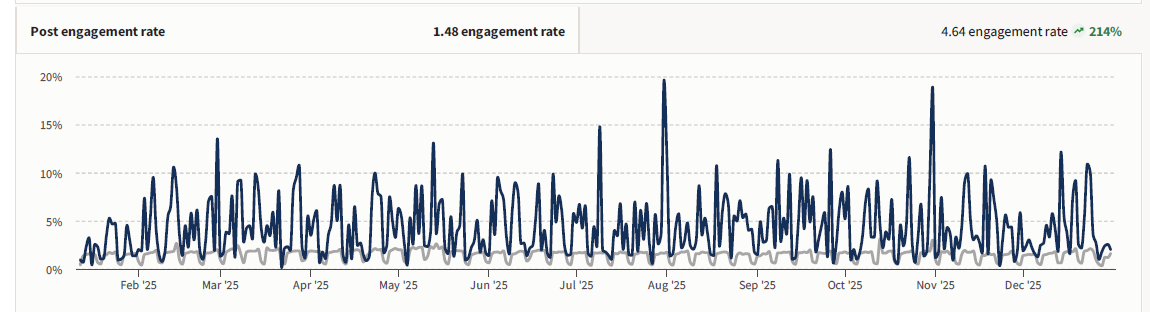 Post engagement rate 1.48 engagement rate 4.64 engagement rate 214%
20%
15%
10%
5%
0%
Feb '25 Mar '25 Apr '25 May '25 Jun '25 Jul '25 Aug '25 Sep '25 Oct '25 Nov '25 Dec '25